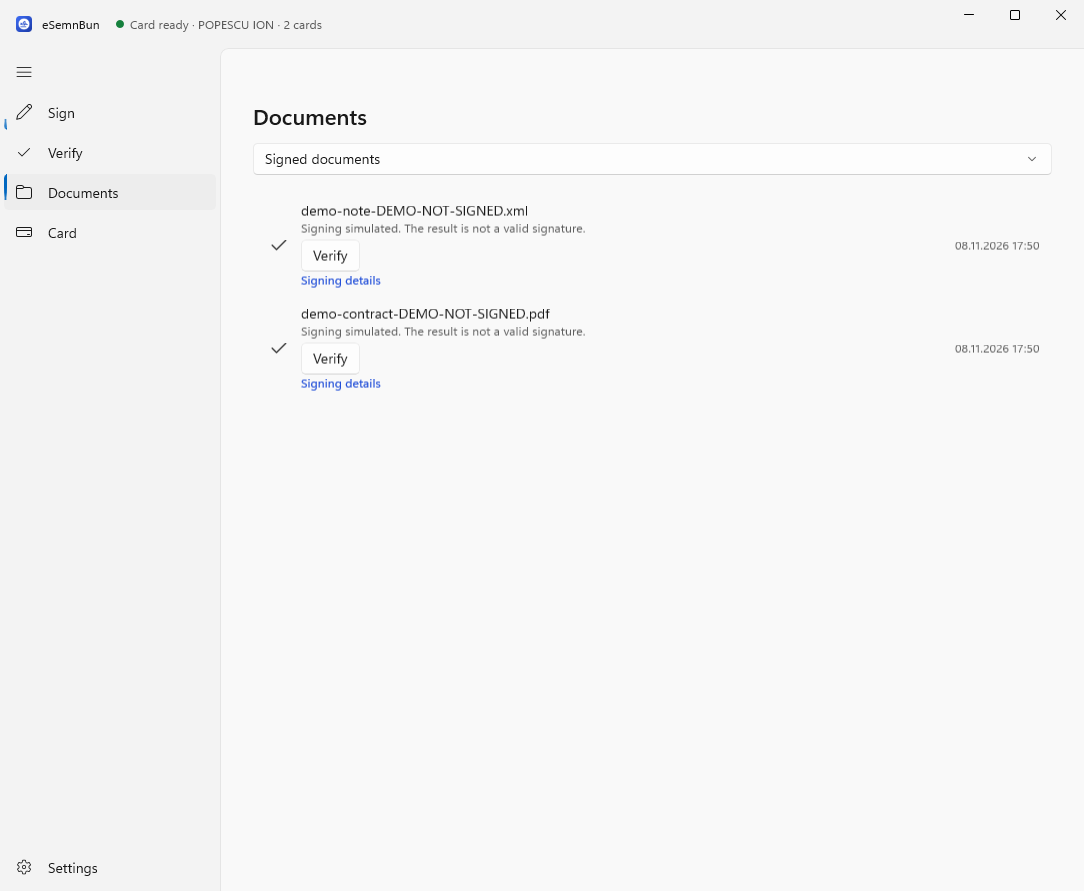 eSemnBun
Card ready · POPESCU ION · 2 cards
Sign
Verify
Documents
Card
Settings
Documents
Signed documents
demo-note-DEMO-NOT-SIGNED.xml
Signing simulated. The result is not a valid signature.
Verify
Signing details
08.11.2026 17:50
demo-contract-DEMO-NOT-SIGNED.pdf
Signing simulated. The result is not a valid signature.
Verify
Signing details
08.11.2026 17:50